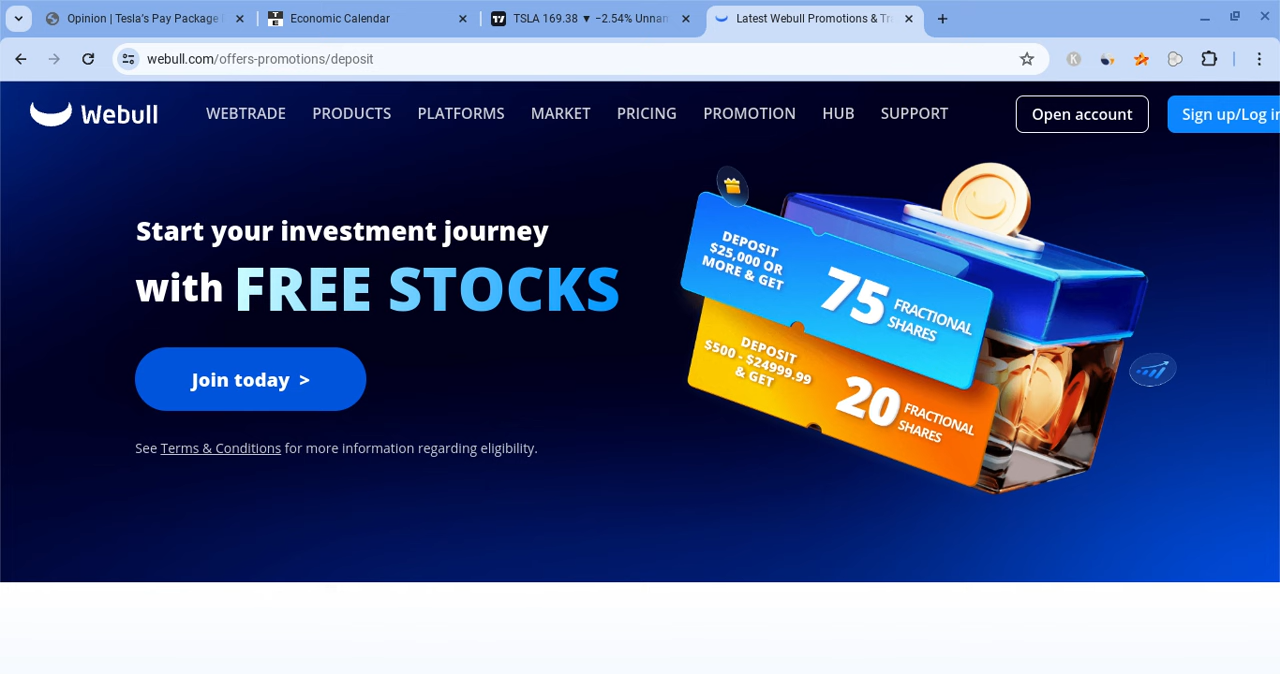 Opinion | Tesla's Pay Package
Economic Calendar
TSLA 169.38 ▼ −2.54% Unnan
Latest Webull Promotions & Tr
webull.com/offers-promotions/deposit
Webull
WEBTRADE PRODUCTS PLATFORMS MARKET PRICING PROMOTION HUB SUPPORT
Open account
Sign up/Log in
Start your investment journey
with FREE STOCKS
Join today >
See Terms & Conditions for more information regarding eligibility.
DEPOSIT
$25,000 OR
MORE & GET
75 FRACTIONAL
SHARES
DEPOSIT
$500 - $24999.99
& GET
20 FRACTIONAL
SHARES